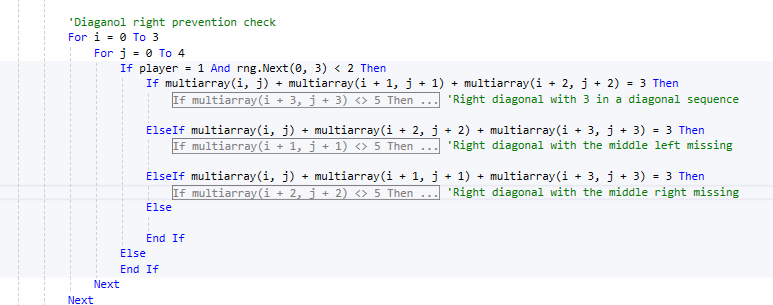 'Diaganol right prevention check
For i = 0 To 3
For j = 0 To 4
If player = 1 And rng.Next(0, 3) < 2 Then
If multiarray(i, j) + multiarray(i + 1, j + 1) + multiarray(i + 2, j + 2) = 3 Then
If multiarray(i + 3, j + 3) <> 5 Then ... 'Right diagonal with 3 in a diagonal sequence
ElseIf multiarray(i, j) + multiarray(i + 2, j + 2) + multiarray(i + 3, j + 3) = 3 Then
If multiarray(i + 1, j + 1) <> 5 Then ... 'Right diagonal with the middle left missing
ElseIf multiarray(i, j) + multiarray(i + 1, j + 1) + multiarray(i + 3, j + 3) = 3 Then
If multiarray(i + 2, j + 2) <> 5 Then ... 'Right diagonal with the middle right missing
Else
End If
Else
End If
Next
Next